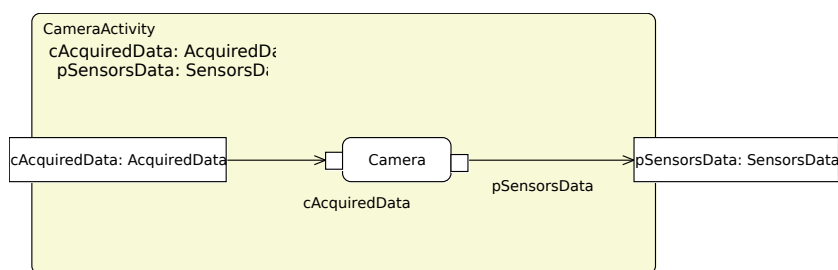 CameraActivity
cAcquiredData: AcquiredDa
pSensorsData: SensorsDa
cAcquiredData: AcquiredData
Camera
pSensorsData: SensorsData
pSensorsData
cAcquiredData